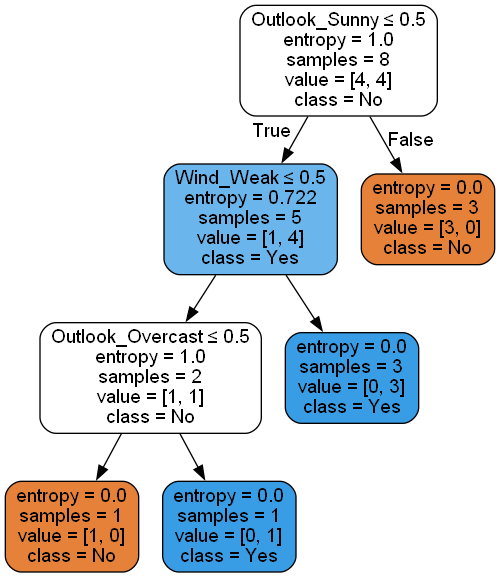 Outlook_Sunny ≤ 0.5
entropy = 1.0
samples = 8
value = [4, 4]
class = No
True
False
Wind_Weak ≤ 0.5
entropy = 0.722
samples = 5
value = [1, 4]
class = Yes
entropy = 0.0
samples = 3
value = [3, 0]
class = No
Outlook_Overcast ≤ 0.5
entropy = 1.0
samples = 2
value = [1, 1]
class = No
entropy = 0.0
samples = 3
value = [0, 3]
class = Yes
entropy = 0.0
samples = 1
value = [1, 0]
class = No
entropy = 0.0
samples = 1
value = [0, 1]
class = Yes